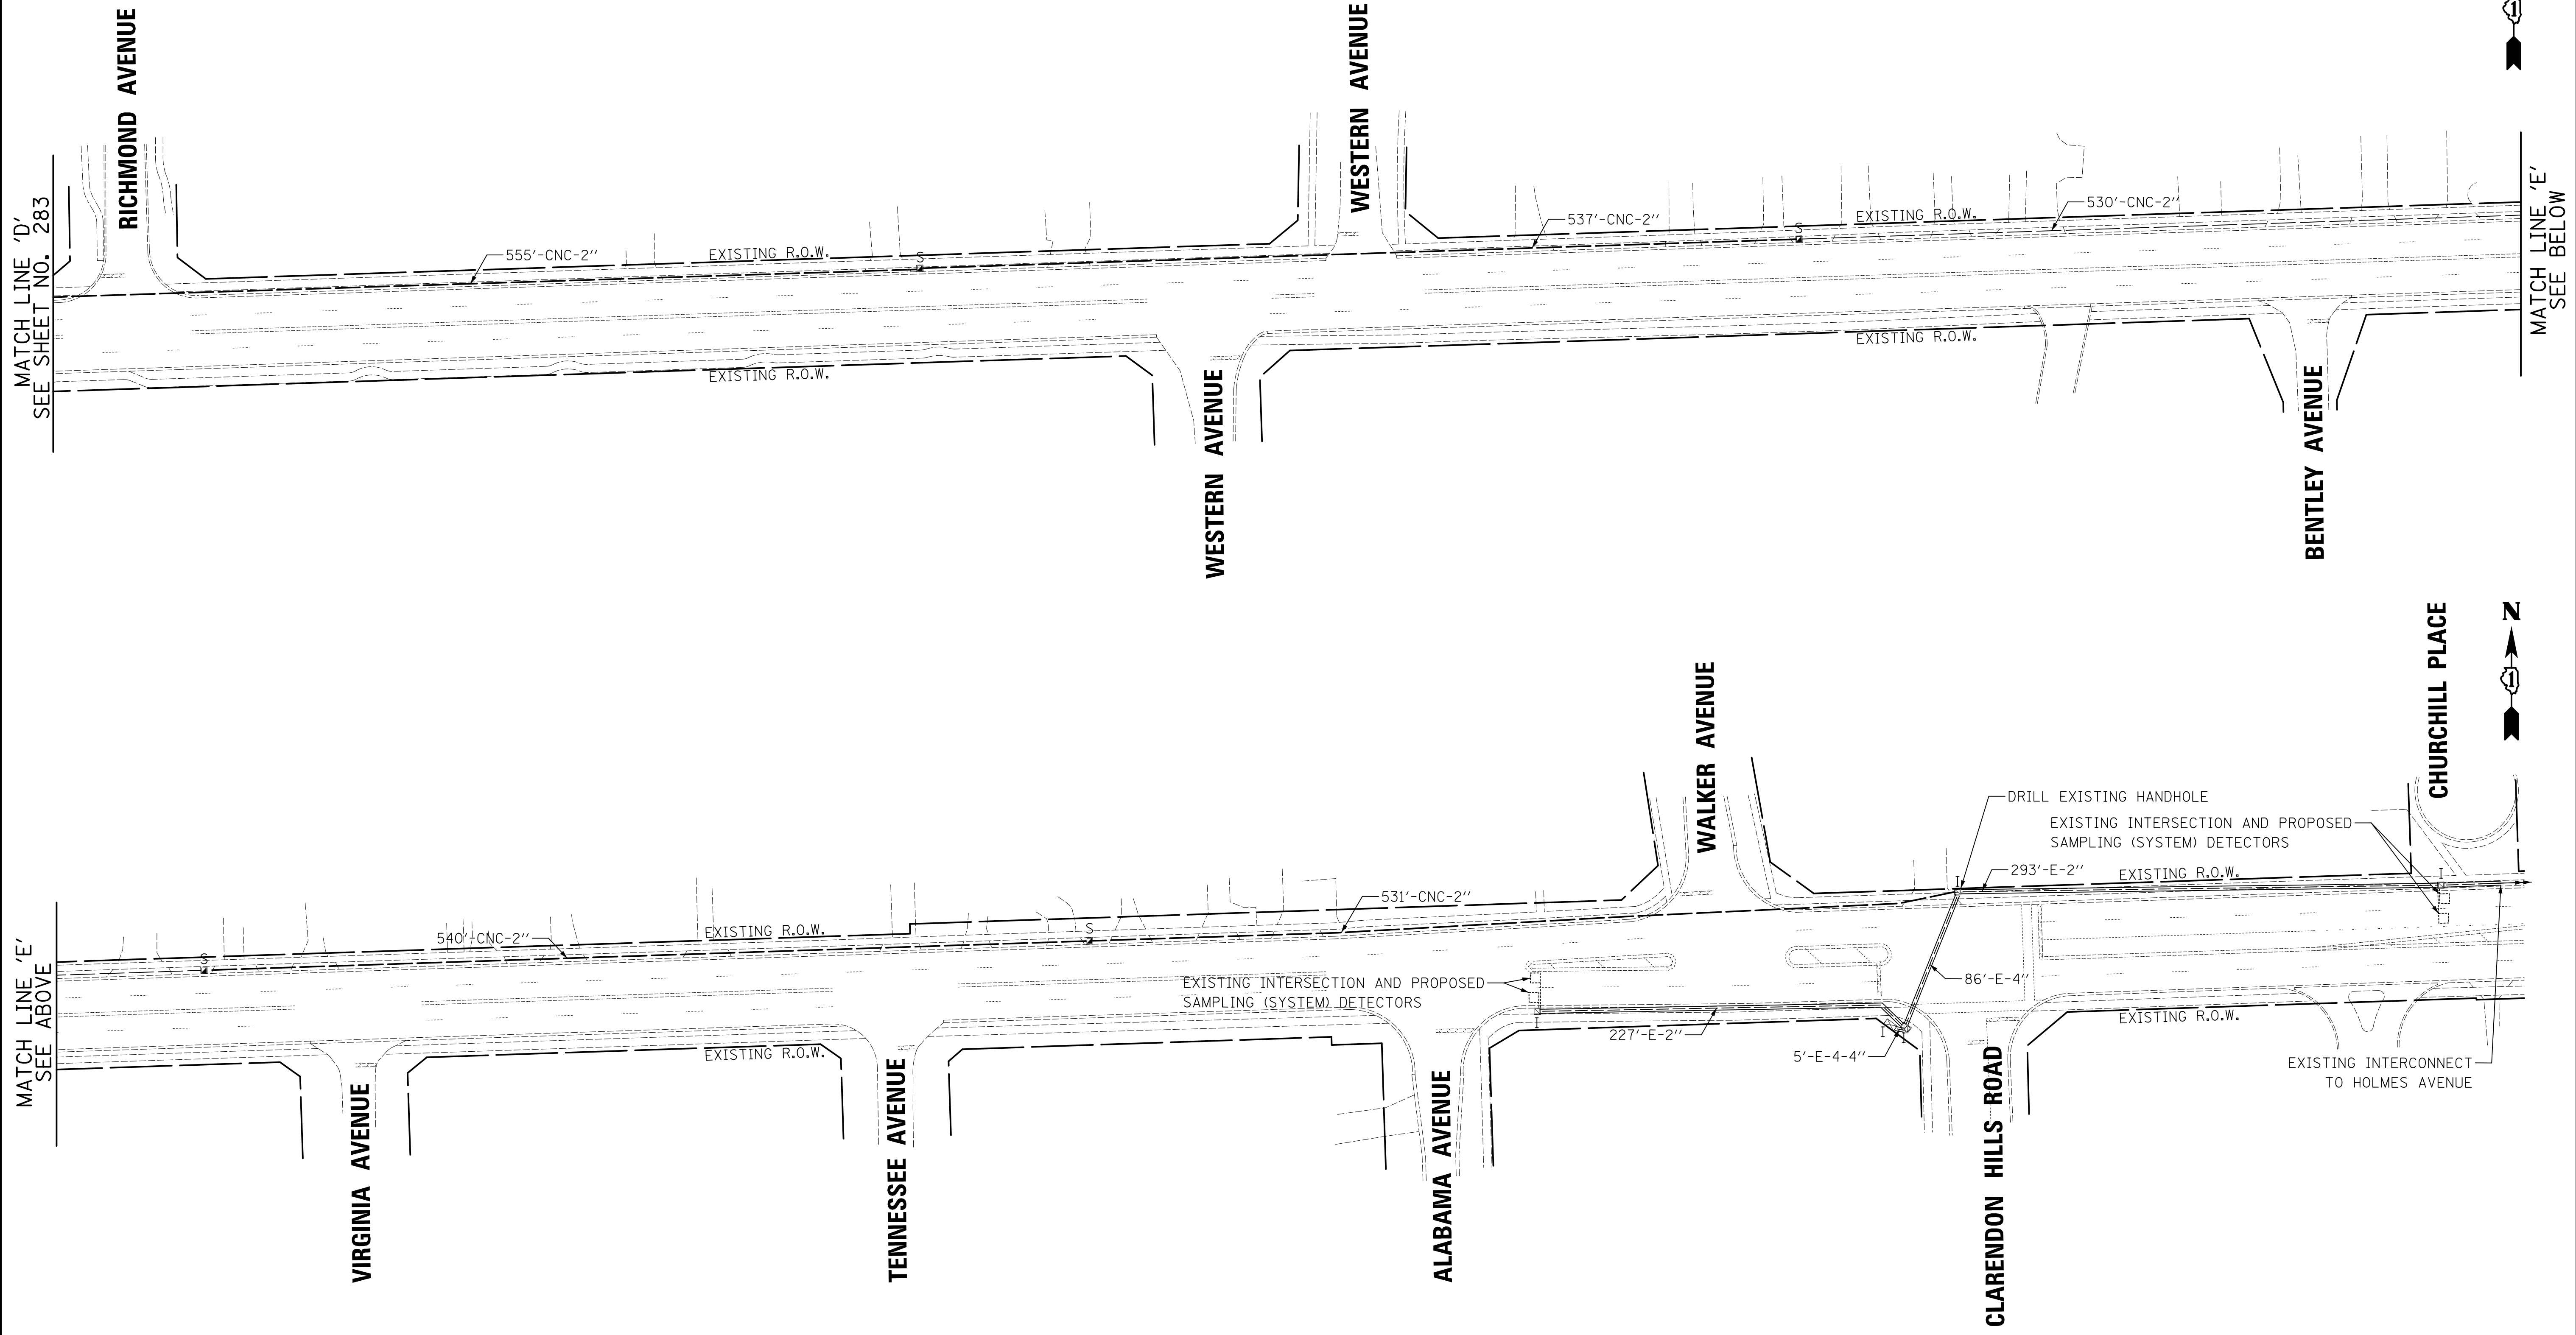 RICHMOND AVENUE
WESTERN AVENUE
1
MATCH LINE 'D'
SEE SHEET NO. 283
555'-CNC-2"
EXISTING R.O.W.
S
537'-CNC-2"
S
EXISTING R.O.W.
530'-CNC-2"
MATCH LINE 'E'
SEE BELOW
EXISTING R.O.W.
EXISTING R.O.W.
WESTERN AVENUE
BENTLEY AVENUE
CHURCHILL PLACE
N
1
WALKER AVENUE
DRILL EXISTING HANDHOLE
EXISTING INTERSECTION AND PROPOSED
SAMPLING (SYSTEM) DETECTORS
I
293'-E-2"
EXISTING R.O.W.
I
531'-CNC-2"
MATCH LINE 'E'
SEE ABOVE
S
540'-CNC-2"
EXISTING R.O.W.
S
EXISTING INTERSECTION AND PROPOSED
SAMPLING (SYSTEM) DETECTORS
86'-E-4"
I
227'-E-2"
I
I
5'-E-4-4"
EXISTING R.O.W.
EXISTING R.O.W.
EXISTING INTERCONNECT
TO HOLMES AVENUE
VIRGINIA AVENUE
TENNESSEE AVENUE
ALABAMA AVENUE
CLARENDON HILLS ROAD